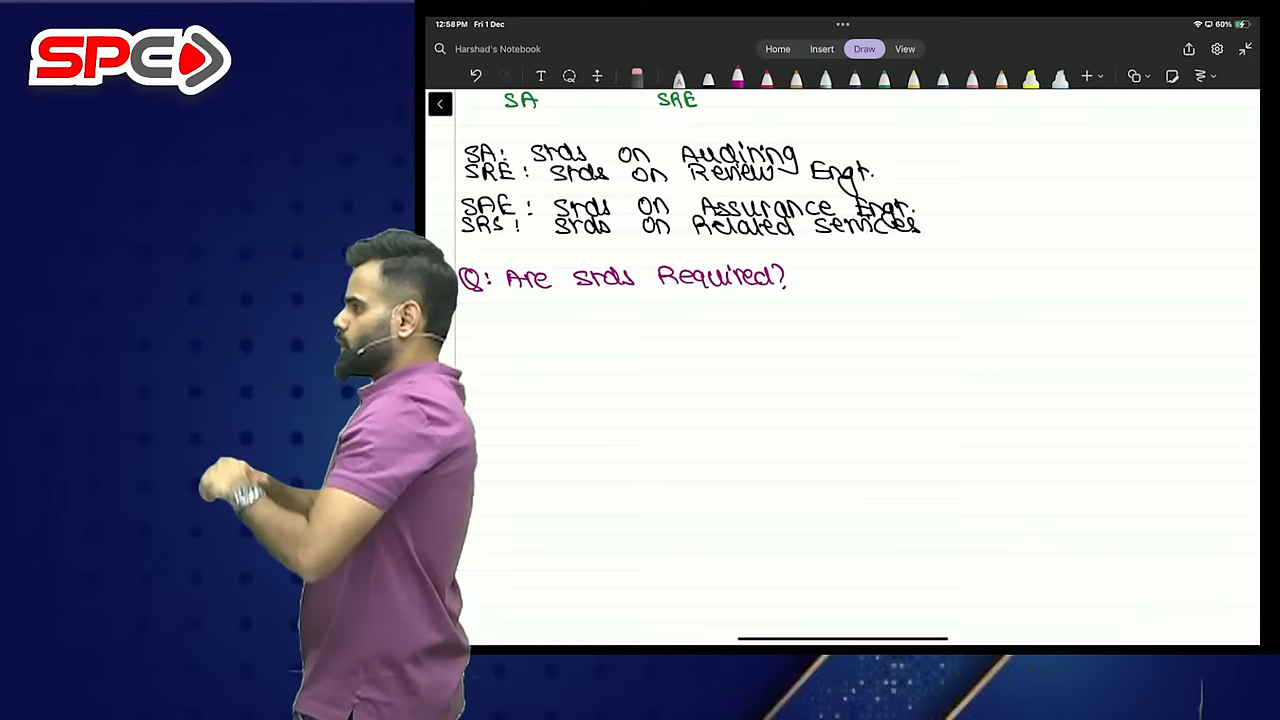 SPC
12:58 PM Fri 1 Dec
60%
Harshad's Notebook
Home Insert Draw View
SA SAE
SA: Stds on Auditing
SRE: Stds on Review Engt.
SAE: Stds on Assurance Engt.
SRS: Stds on Related Services
Q: Are Stds Required?